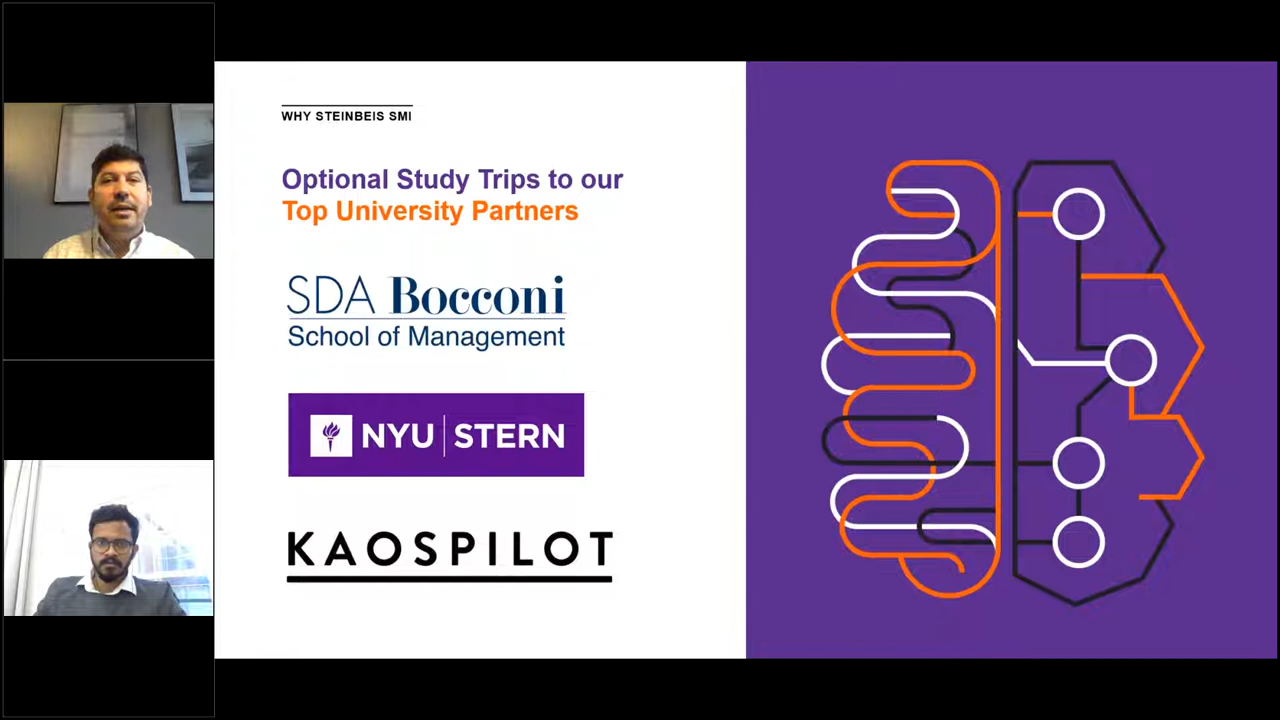 WHY STEINBEIS SMI
Optional Study Trips to our
Top University Partners
SDA Bocconi
School of Management
NYU STERN
KAOSPILOT